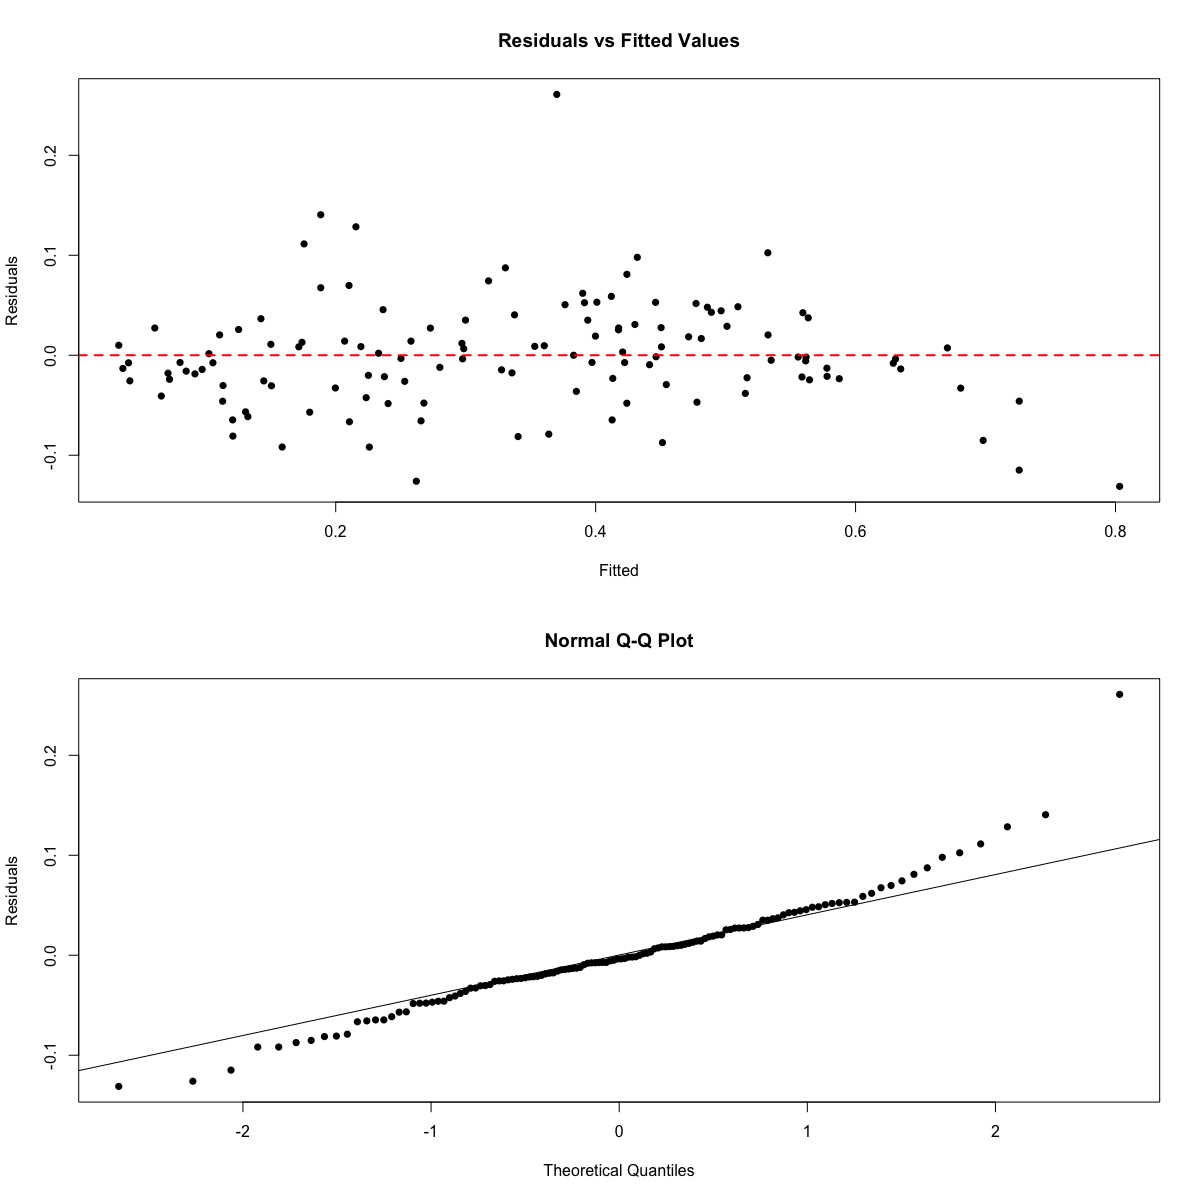 Residuals vs Fitted Values
Residuals
0.2
0.1
0.0
-0.1
0.2
0.4
0.6
0.8
Fitted
Normal Q-Q Plot
Residuals
0.2
0.1
0.0
-0.1
-2
-1
0
1
2
Theoretical Quantiles